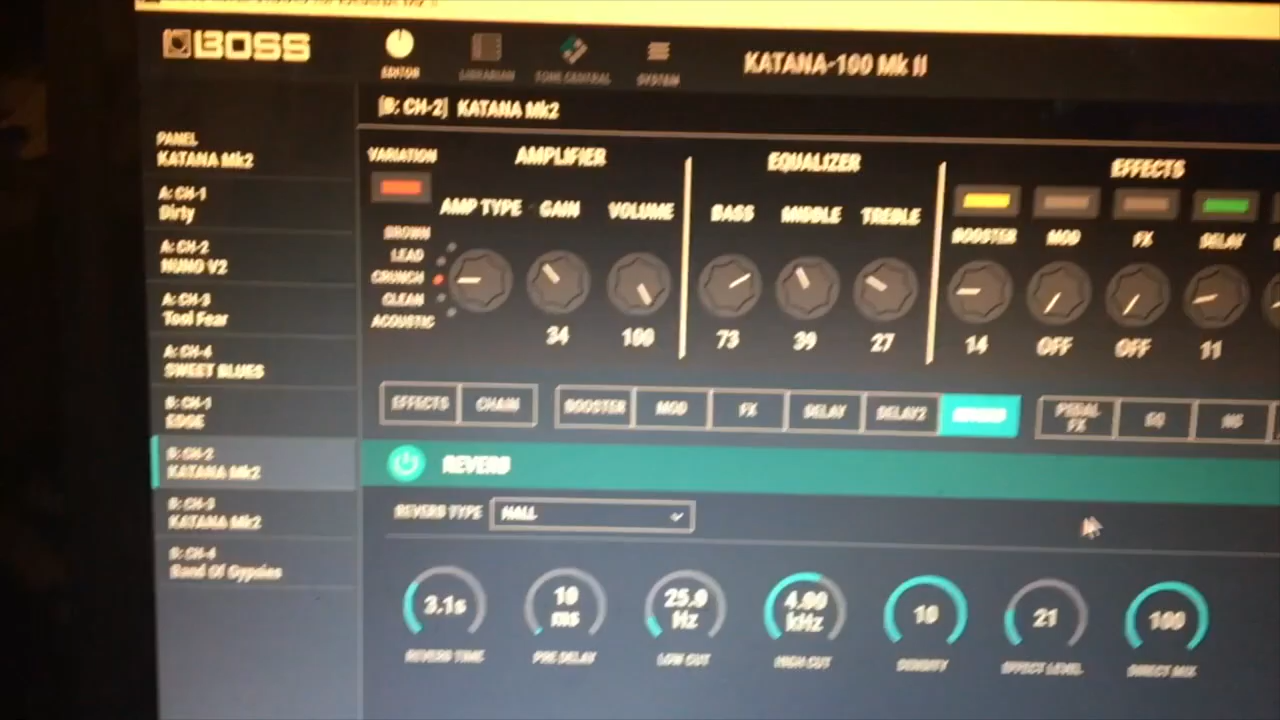 BOSS
EDITOR
LIBRARIAN
TONE CENTRAL
SYSTEM
KATANA-100 Mk II
[B: CH-2] KATANA Mk2
PANEL
KATANA Mk2
A: CH-1
Dirty
A: CH-2
NUNO V2
A: CH-3
Tool Fear
A: CH-4
SWEET BLUES
B: CH-1
EDGE
B: CH-2
KATANA Mk2
B: CH-3
KATANA Mk2
B: CH-4
Band Of Gypsies
VARIATION
AMPLIFIER
AMP TYPE GAIN VOLUME
BROWN
LEAD
CRUNCH
CLEAN
ACOUSTIC
34 100
EQUALIZER
BASS MIDDLE TREBLE
73 39 27
EFFECTS
BOOSTER MOD FX DELAY
14 OFF OFF 11
EFFECTS CHAIN
BOOSTER MOD FX DELAY DELAY2 REVERB
PEDAL FX EQ NS
REVERB
REVERB TYPE HALL
3.1s
REVERB TIME
10 ms
PRE DELAY
25.0 Hz
LOW CUT
4.00 kHz
HIGH CUT
10
DENSITY
21
EFFECT LEVEL
100
DIRECT MIX